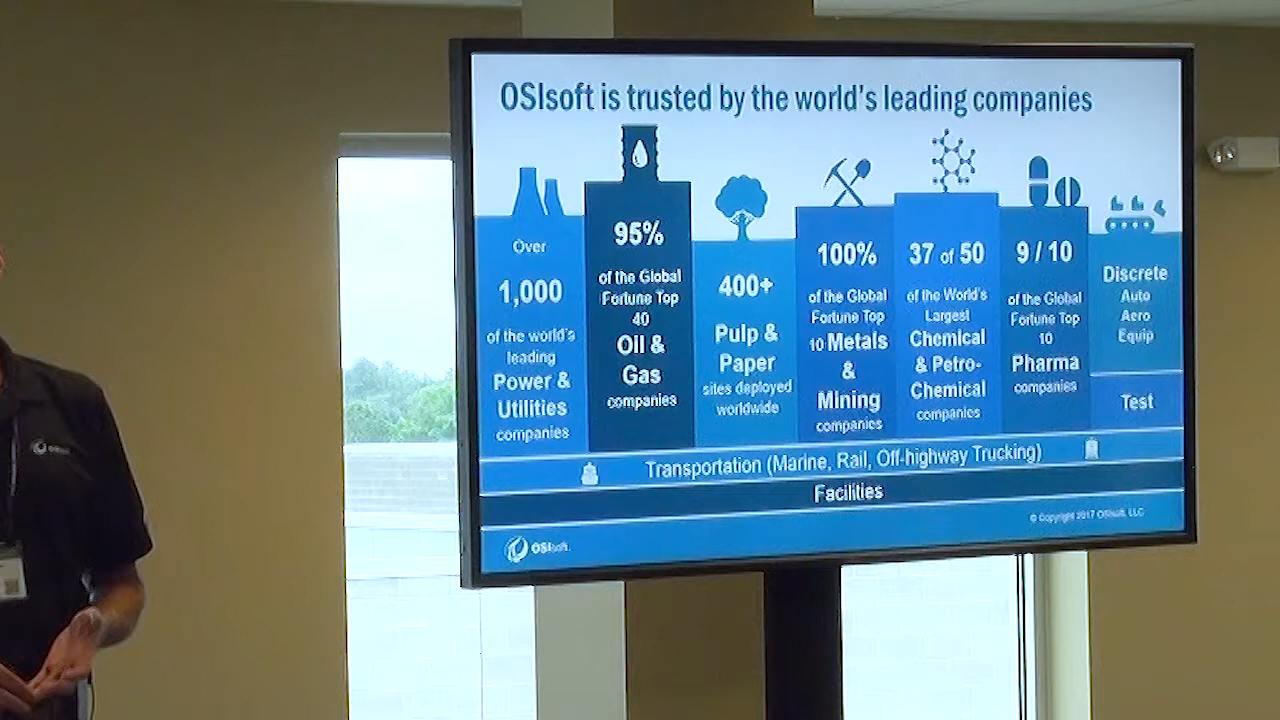 OSIsoft is trusted by the world's leading companies
Over
1,000
of the world's
leading
Power &
Utilities
companies
95%
of the Global
Fortune Top
40
Oil &
Gas
companies
400+
Pulp &
Paper
sites deployed
worldwide
100%
of the Global
Fortune Top
10 Metals
&
Mining
companies
37 of 50
of the World's
Largest
Chemical
& Petro-
Chemical
companies
9 / 10
of the Global
Fortune Top
10
Pharma
companies
Discrete
Auto
Aero
Equip
Test
Transportation (Marine, Rail, Off-highway Trucking)
Facilities
© Copyright 2017 OSIsoft, LLC
OSIsoft.